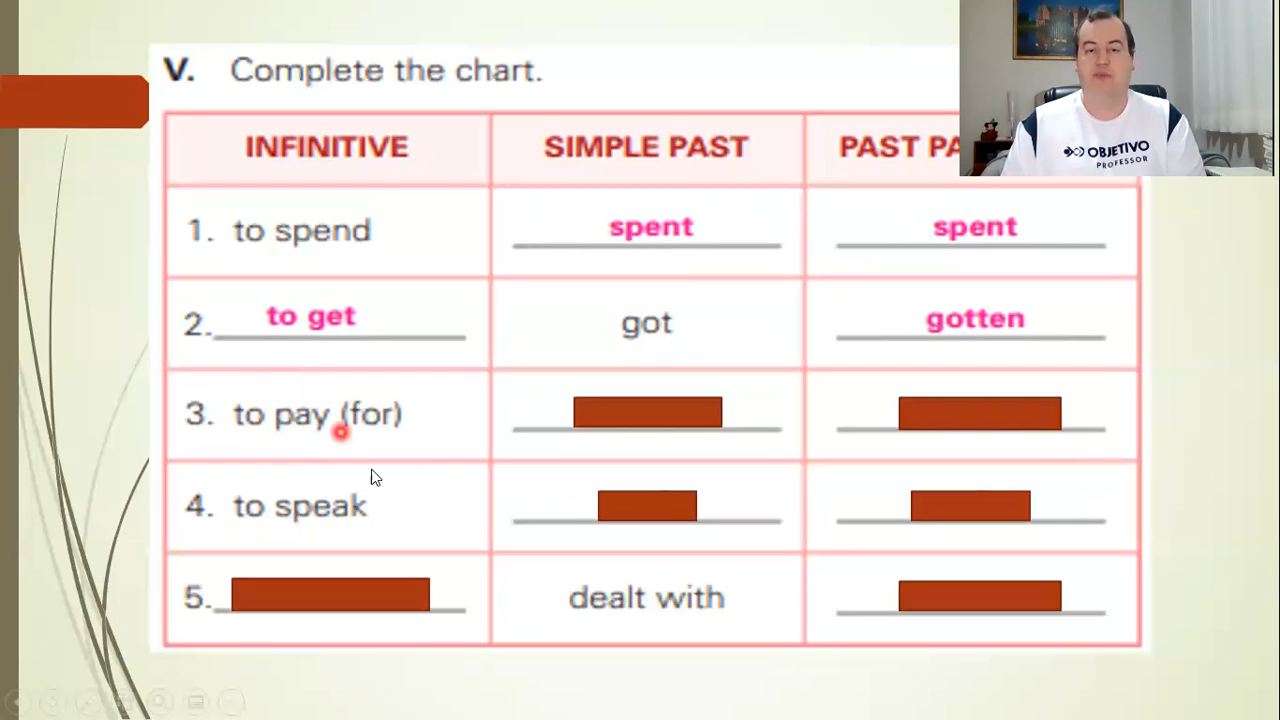 V. Complete the chart.
INFINITIVE SIMPLE PAST PAST PA
1. to spend spent spent
2. to get got gotten
3. to pay (for)
4. to speak
5. dealt with
OBJETIVO
PROFESSOR